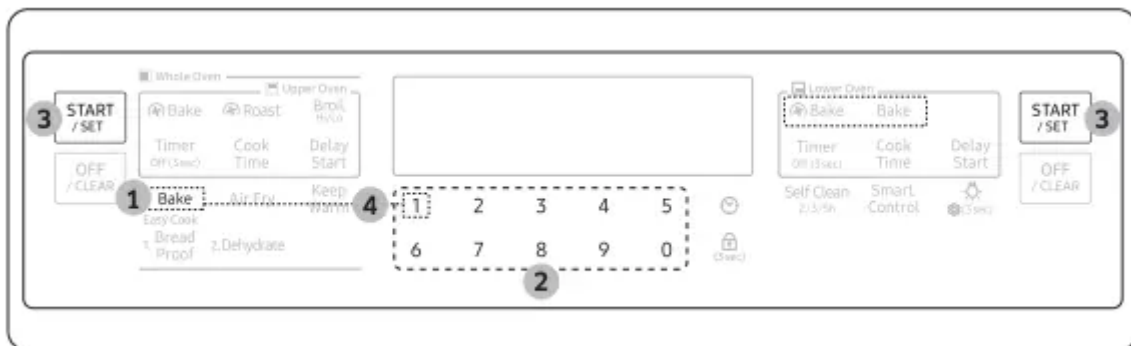 Whole Oven
Upper Oven
Lower Oven
3 START
/SET
Bake Roast Broil
Hi/Lo
Bake Bake
START
/SET 3
Timer Cook Delay
Off (5sec) Time Start
Timer Cook Delay
Off (5sec) Time Start
OFF
/CLEAR
OFF
/CLEAR
1 Bake Air Fry Keep
Warm
4 1 2 3 4 5
Self Clean Smart
2/3/5h Control (3sec)
Easy Cook
1. Bread 2. Dehydrate
Proof
6 7 8 9 0 (3sec)
2